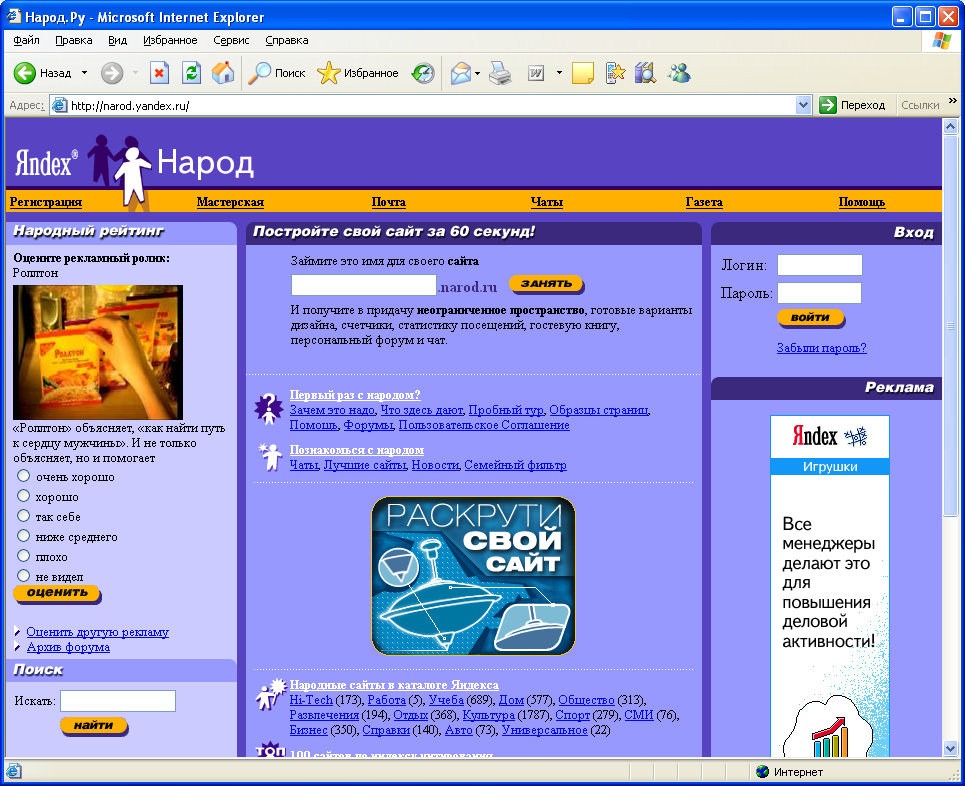 Народ.Ру - Microsoft Internet Explorer
Файл Правка Вид Избранное Сервис Справка
Назад Поиск Избранное
Адрес: http://narod.yandex.ru/ Переход Ссылки »
Яndex® Народ
Регистрация Мастерская Почта Чаты Газета Помощь
Народный рейтинг
Оцените рекламный ролик:
Роллтон
РОЛЛТОН
«Роллтон» объясняет, «как найти путь
к сердцу мужчины». И не только
объясняет, но и помогает
очень хорошо
хорошо
так себе
ниже среднего
плохо
не видел
оценить
Оценить другую рекламу
Архив форума
Поиск
Искать:
найти
Постройте свой сайт за 60 секунд!
Займите это имя для своего сайта
.narod.ru занять
И получите в придачу неограниченное пространство, готовые варианты
дизайна, счетчики, статистику посещений, гостевую книгу,
персональный форум и чат.
Первый раз с народом?
Зачем это надо, Что здесь дают, Пробный тур, Образцы страниц,
Помощь, Форумы, Пользовательское Соглашение
Познакомься с народом
Чаты, Лучшие сайты, Новости, Семейный фильтр
РАСКРУТИ
СВОЙ
САЙТ
Народные сайты в каталоге Яндекса
Hi-Tech (173), Работа (5), Учеба (689), Дом (577), Общество (313),
Развлечения (194), Отдых (368), Культура (1787), Спорт (279), СМИ (76),
Бизнес (350), Справки (140), Авто (73), Универсальное (22)
ТОП 100 сайтов по индексу цитирования
Вход
Логин:
Пароль:
войти
Забыли пароль?
Реклама
Яndex
Игрушки
Все
менеджеры
делают это
для
повышения
деловой
активности!
Интернет